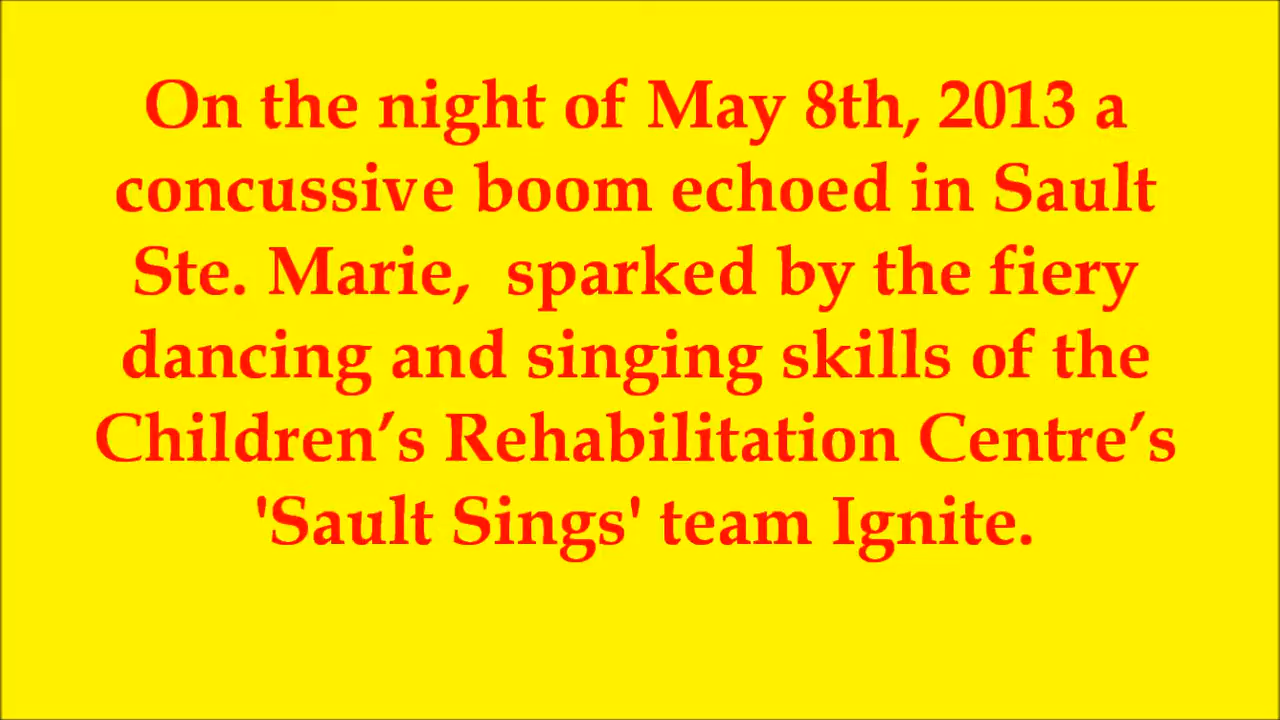 On the night of May 8th, 2013 a
concussive boom echoed in Sault
Ste. Marie,  sparked by the fiery
dancing and singing skills of the
Children’s Rehabilitation Centre’s
'Sault Sings' team Ignite.